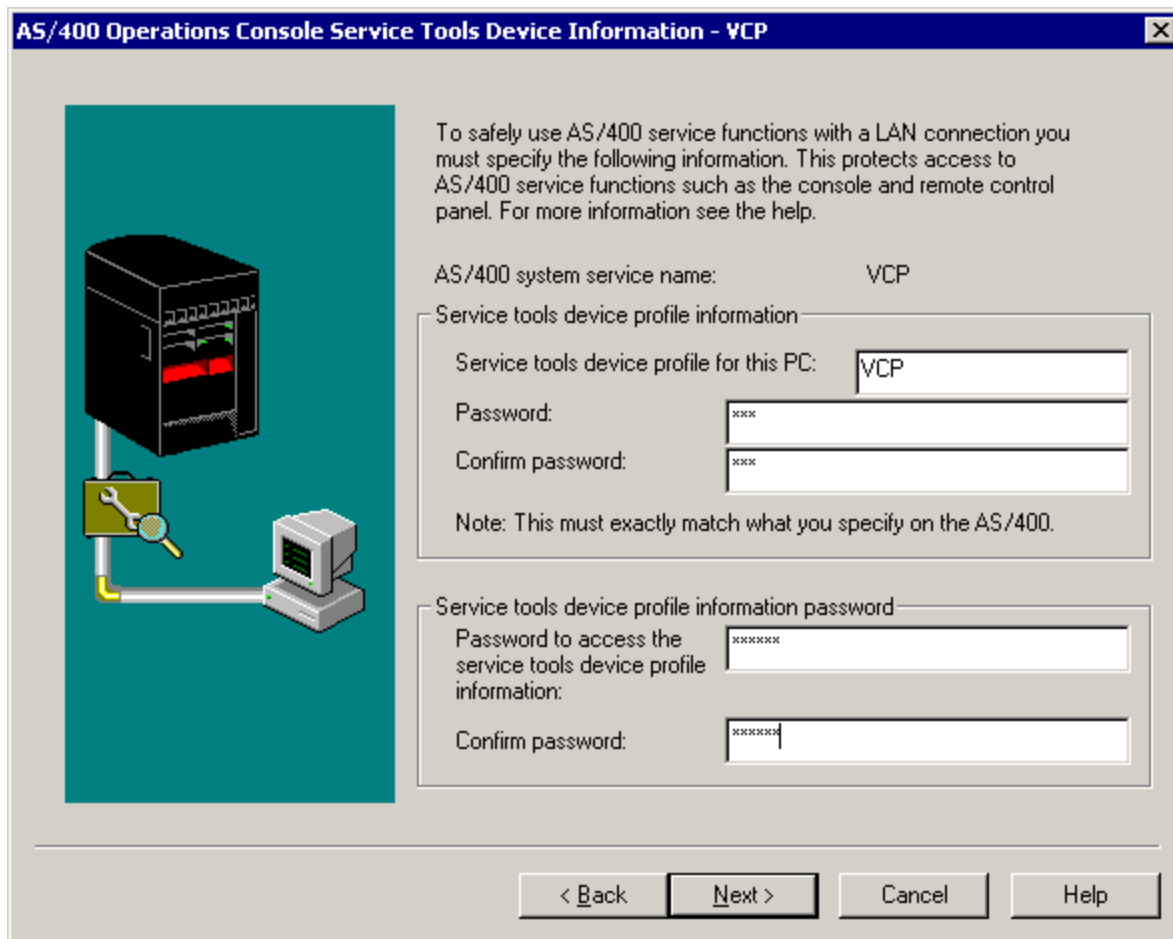 AS/400 Operations Console Service Tools Device Information - VCP
To safely use AS/400 service functions with a LAN connection you
must specify the following information. This protects access to
AS/400 service functions such as the console and remote control
panel. For more information see the help.
AS/400 system service name: VCP
Service tools device profile information
Service tools device profile for this PC: VCP
Password: ***
Confirm password: ***
Note: This must exactly match what you specify on the AS/400.
Service tools device profile information password
Password to access the ******
service tools device profile
information:
Confirm password: ******
< Back Next > Cancel Help